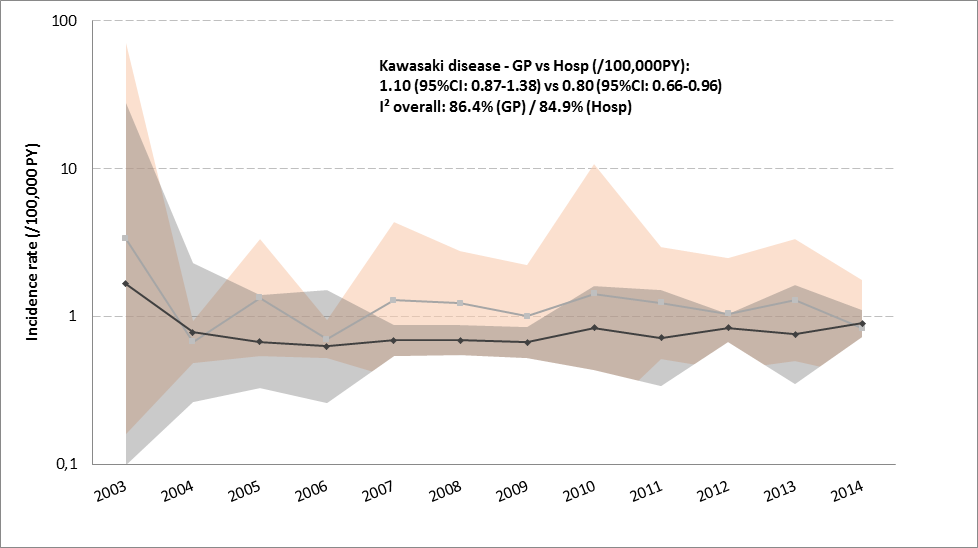 100
Kawasaki disease - GP vs Hosp (/100,000PY):
1.10 (95%CI: 0.87-1.38) vs 0.80 (95%CI: 0.66-0.96)
I² overall: 86.4% (GP) / 84.9% (Hosp)
Incidence rate (/100,000 PY)
10
1
0,1
2003 2004 2005 2006 2007 2008 2009 2010 2011 2012 2013 2014